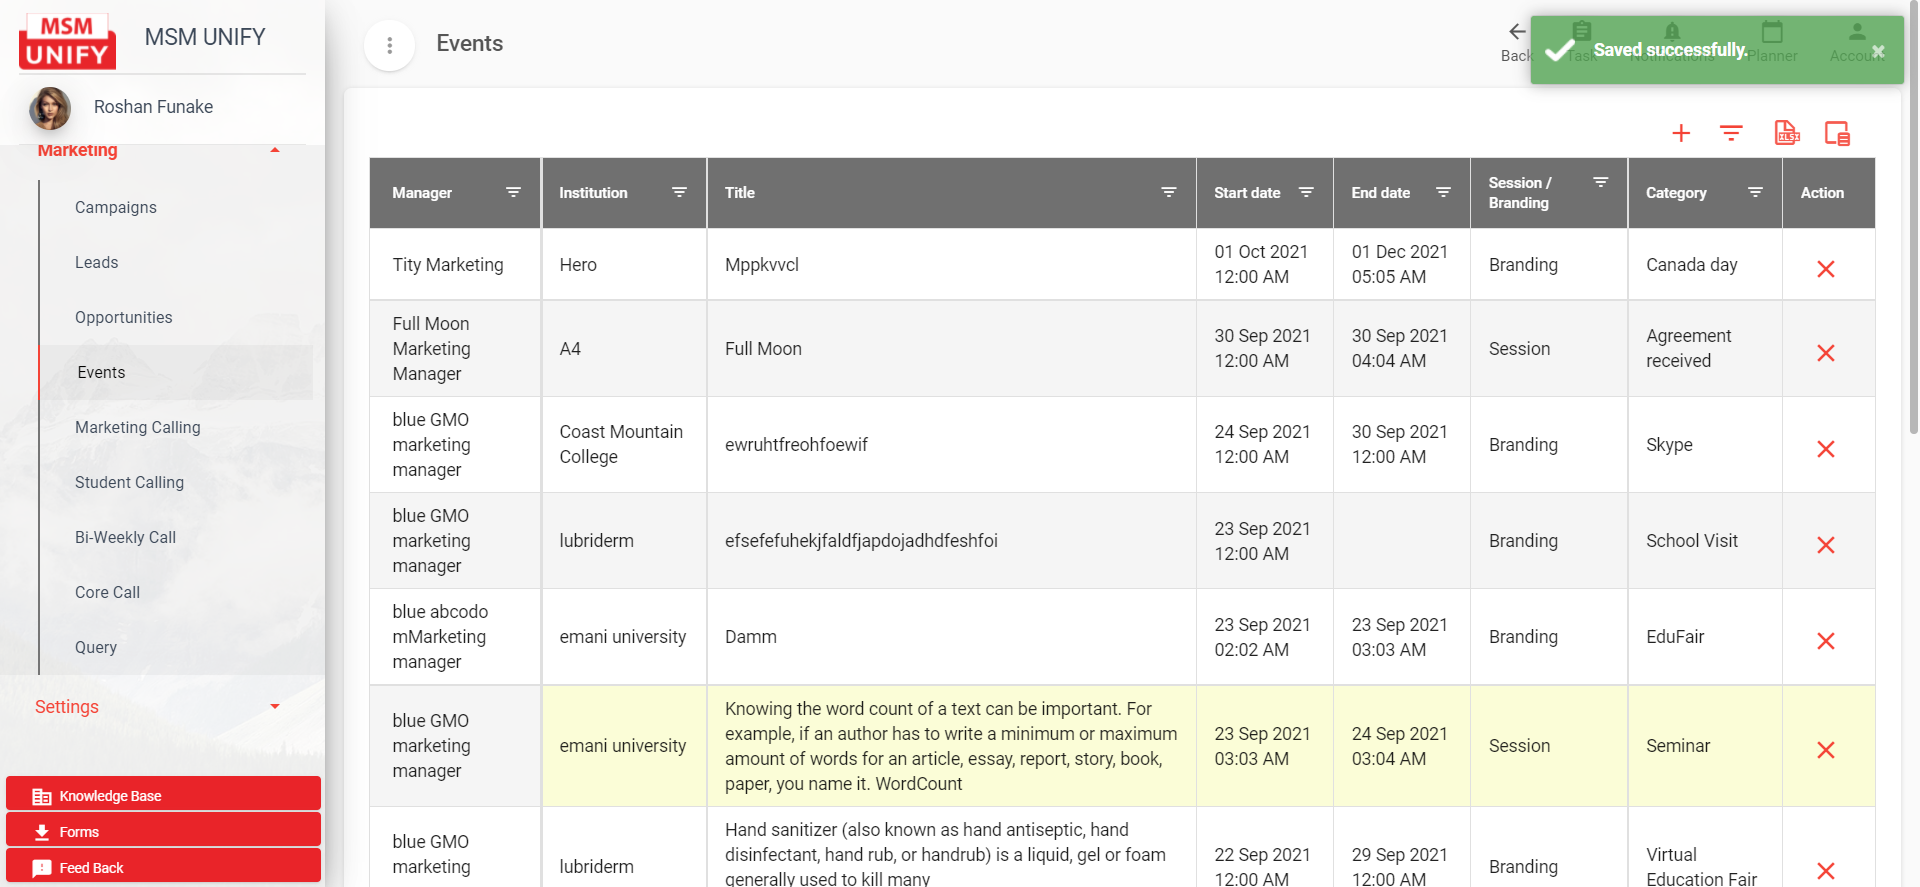 MSM
UNIFY
MSM UNIFY
Roshan Funake
Marketing
Campaigns
Leads
Opportunities
Events
Marketing Calling
Student Calling
Bi-Weekly Call
Core Call
Query
Settings
Knowledge Base
Forms
Feed Back
Events
Back
Task
Notifications
Planner
Account
Saved successfully.
XLSX
Manager
Institution
Title
Start date
End date
Session /
Branding
Category
Action
Tity Marketing
Hero
Mppkvvcl
01 Oct 2021
12:00 AM
01 Dec 2021
05:05 AM
Branding
Canada day
Full Moon
Marketing
Manager
A4
Full Moon
30 Sep 2021
12:00 AM
30 Sep 2021
04:04 AM
Session
Agreement
received
blue GMO
marketing
manager
Coast Mountain
College
ewruhtfreohfoewif
24 Sep 2021
12:00 AM
30 Sep 2021
12:00 AM
Branding
Skype
blue GMO
marketing
manager
lubriderm
efsefefuhekjfaldfjapdojadhdfeshfoi
23 Sep 2021
12:00 AM
Branding
School Visit
blue abcodo
mMarketing
manager
emani university
Damm
23 Sep 2021
02:02 AM
23 Sep 2021
03:03 AM
Branding
EduFair
blue GMO
marketing
manager
emani university
Knowing the word count of a text can be important. For
example, if an author has to write a minimum or maximum
amount of words for an article, essay, report, story, book,
paper, you name it. WordCount
23 Sep 2021
03:03 AM
24 Sep 2021
03:04 AM
Session
Seminar
blue GMO
marketing
lubriderm
Hand sanitizer (also known as hand antiseptic, hand
disinfectant, hand rub, or handrub) is a liquid, gel or foam
generally used to kill many
22 Sep 2021
12:00 AM
29 Sep 2021
12:00 AM
Branding
Virtual
Education Fair